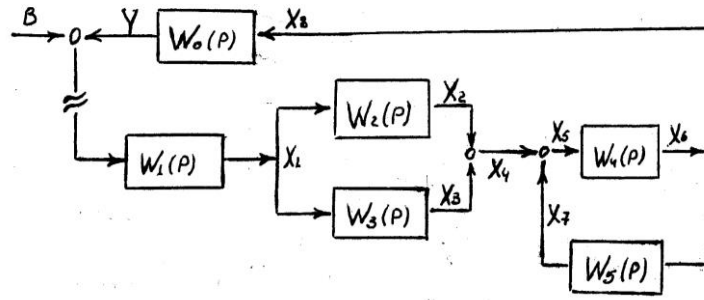 B
Y
W₀(P)
X₈
W₁(P)
X₁
W₂(P)
X₂
W₃(P)
X₃
X₄
X₅
W₄(P)
X₆
X₇
W₅(P)